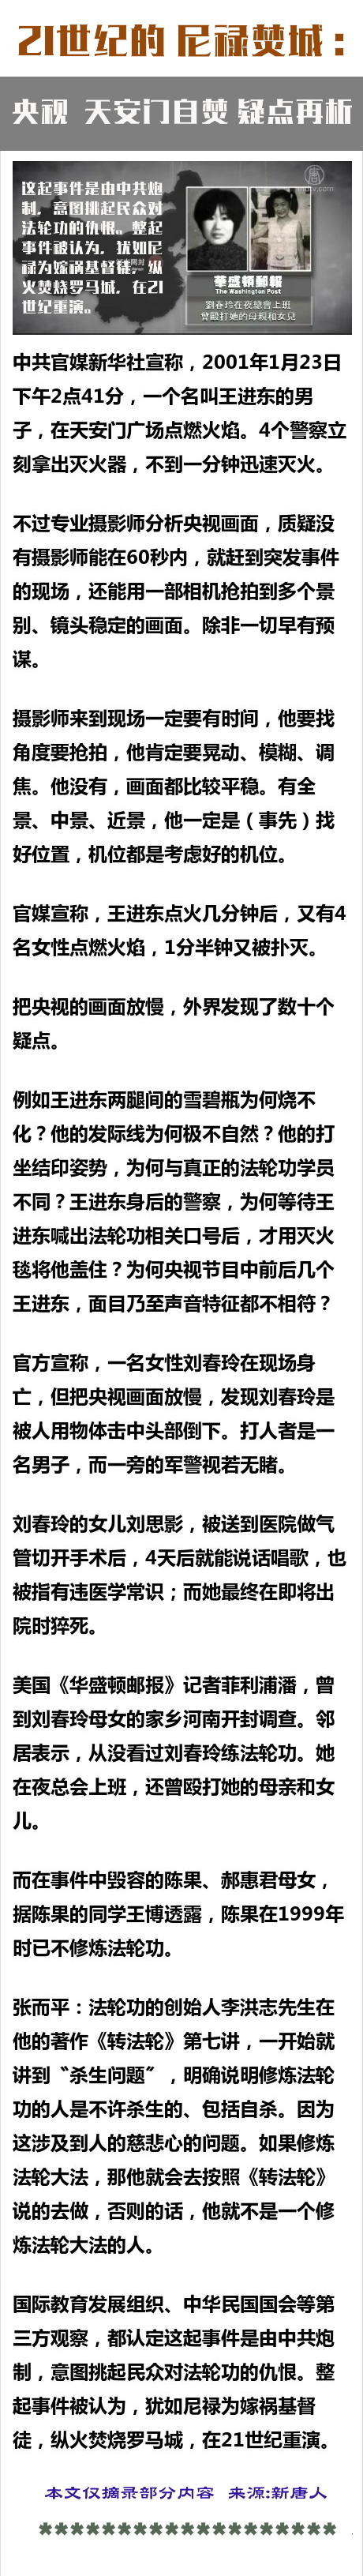 21世纪的 尼禄焚城：
央视 天安门自焚 疑点再析
这起事件是由中共炮
制，意图挑起民众对
法轮功的仇恨。整起
事件被认为，犹如尼
禄为嫁祸基督徒，纵
火焚烧罗马城，在21
世纪重演。
華盛頓郵報
The Washington Post
劉春玲在夜總會上班
曾毆打她的母親和女兒
中共官媒新华社宣称，2001年1月23日
下午2点41分，一个名叫王进东的男
子，在天安门广场点燃火焰。4个警察立
刻拿出灭火器，不到一分钟迅速灭火。
不过专业摄影师分析央视画面，质疑没
有摄影师能在60秒内，就赶到突发事件
的现场，还能用一部相机抢拍到多个景
别、镜头稳定的画面。除非一切早有预
谋。
摄影师来到现场一定要有时间，他要找
角度要抢拍，他肯定要晃动、模糊、调
焦。他没有，画面都比较平稳。有全
景、中景、近景，他一定是（事先）找
好位置，机位都是考虑好的机位。
官媒宣称，王进东点火几分钟后，又有4
名女性点燃火焰，1分半钟又被扑灭。
把央视的画面放慢，外界发现了数十个
疑点。
例如王进东两腿间的雪碧瓶为何烧不
化？他的发际线为何极不自然？他的打
坐结印姿势，为何与真正的法轮功学员
不同？王进东身后的警察，为何等待王
进东喊出法轮功相关口号后，才用灭火
毯将他盖住？为何央视节目中前后几个
王进东，面目乃至声音特征都不相符？
官方宣称，一名女性刘春玲在现场身
亡，但把央视画面放慢，发现刘春玲是
被人用物体击中头部倒下。打人者是一
名男子，而一旁的军警视若无睹。
刘春玲的女儿刘思影，被送到医院做气
管切开手术后，4天后就能说话唱歌，也
被指有违医学常识；而她最终在即将出
院时猝死。
美国《华盛顿邮报》记者菲利浦潘，曾
到刘春玲母女的家乡河南开封调查。邻
居表示，从没看过刘春玲练法轮功。她
在夜总会上班，还曾殴打她的母亲和女
儿。
而在事件中毁容的陈果、郝惠君母女，
据陈果的同学王博透露，陈果在1999年
时已不修炼法轮功。
张而平：法轮功的创始人李洪志先生在
他的著作《转法轮》第七讲，一开始就
讲到〝杀生问题〞，明确说明修炼法轮
功的人是不许杀生的、包括自杀。因为
这涉及到人的慈悲心的问题。如果修炼
法轮大法，那他就会去按照《转法轮》
说的去做，否则的话，他就不是一个修
炼法轮大法的人。
国际教育发展组织、中华民国国会等第
三方观察，都认定这起事件是由中共炮
制，意图挑起民众对法轮功的仇恨。整
起事件被认为，犹如尼禄为嫁祸基督
徒，纵火焚烧罗马城，在21世纪重演。
本文仅摘录部分内容 来源:新唐人
*******************